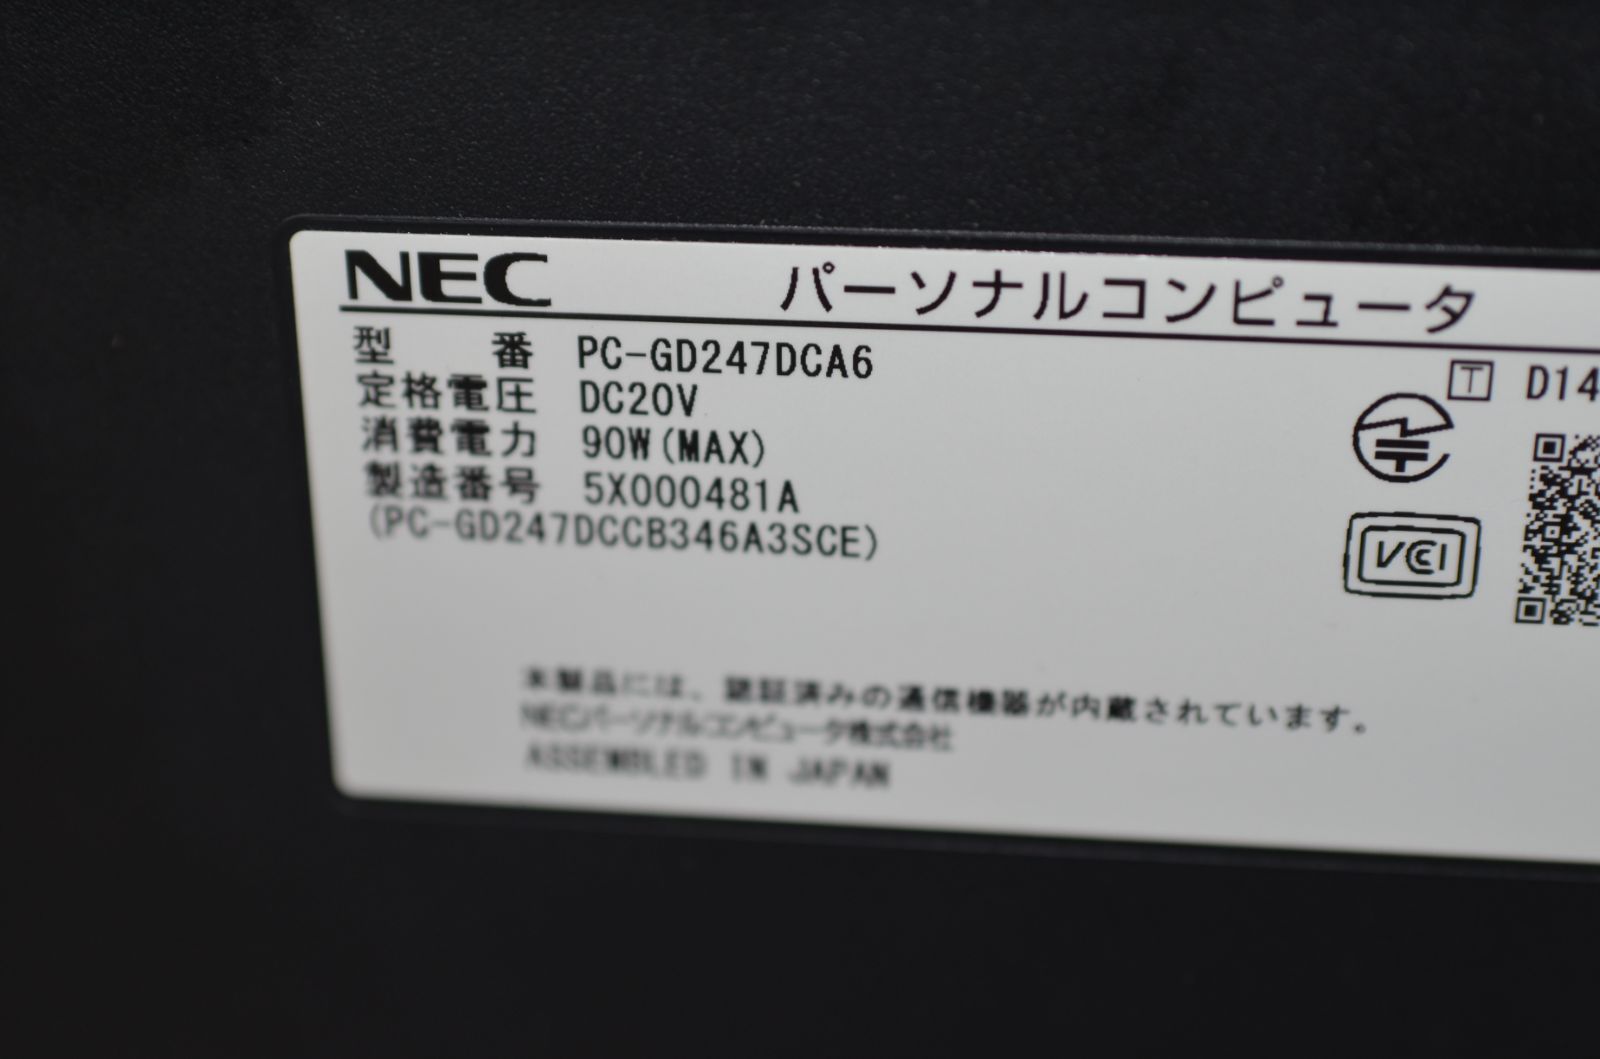 NEC パーソナルコンピュータ
型 番 PC-GD247DCA6
定格電圧 DC20V
消費電力 90W(MAX)
製造番号 5X000481A
(PC-GD247DCCB346A3SCE)
T D14
VCCI
本製品には、認証済みの通信機器が内蔵されています。
NECパーソナルコンピュータ株式会社
ASSEMBLED IN JAPAN